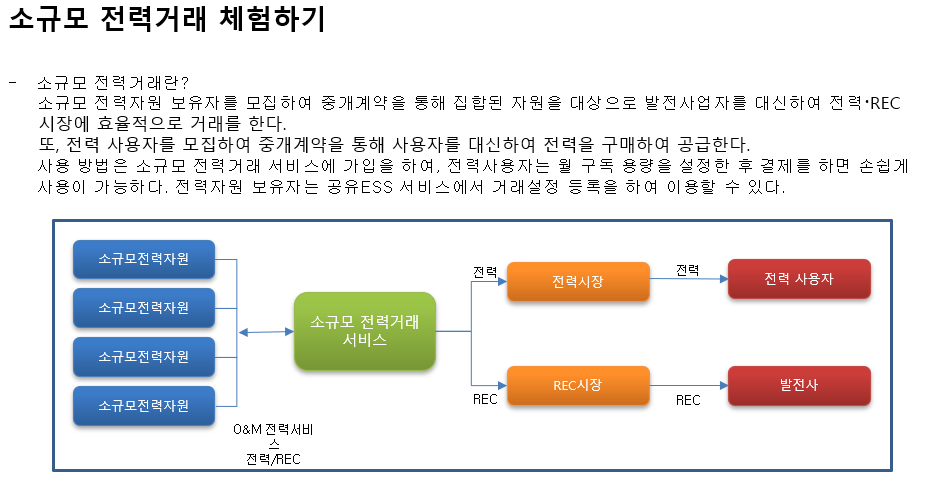 소규모 전력거래 체험하기
- 소규모 전력거래란?
소규모 전력자원 보유자를 모집하여 중개계약을 통해 집합된 자원을 대상으로 발전사업자를 대신하여 전력·REC
시장에 효율적으로 거래를 한다.
또, 전력 사용자를 모집하여 중개계약을 통해 사용자를 대신하여 전력을 구매하여 공급한다.
사용 방법은 소규모 전력거래 서비스에 가입을 하여, 전력사용자는 월 구독 용량을 설정한 후 결제를 하면 손쉽게
사용이 가능하다. 전력자원 보유자는 공유ESS 서비스에서 거래설정 등록을 하여 이용할 수 있다.
소규모전력자원
소규모전력자원
소규모전력자원
소규모전력자원
O&M 전력서비
스
전력/REC
소규모 전력거래
서비스
전력
전력시장
전력
전력 사용자
REC
REC시장
REC
발전사